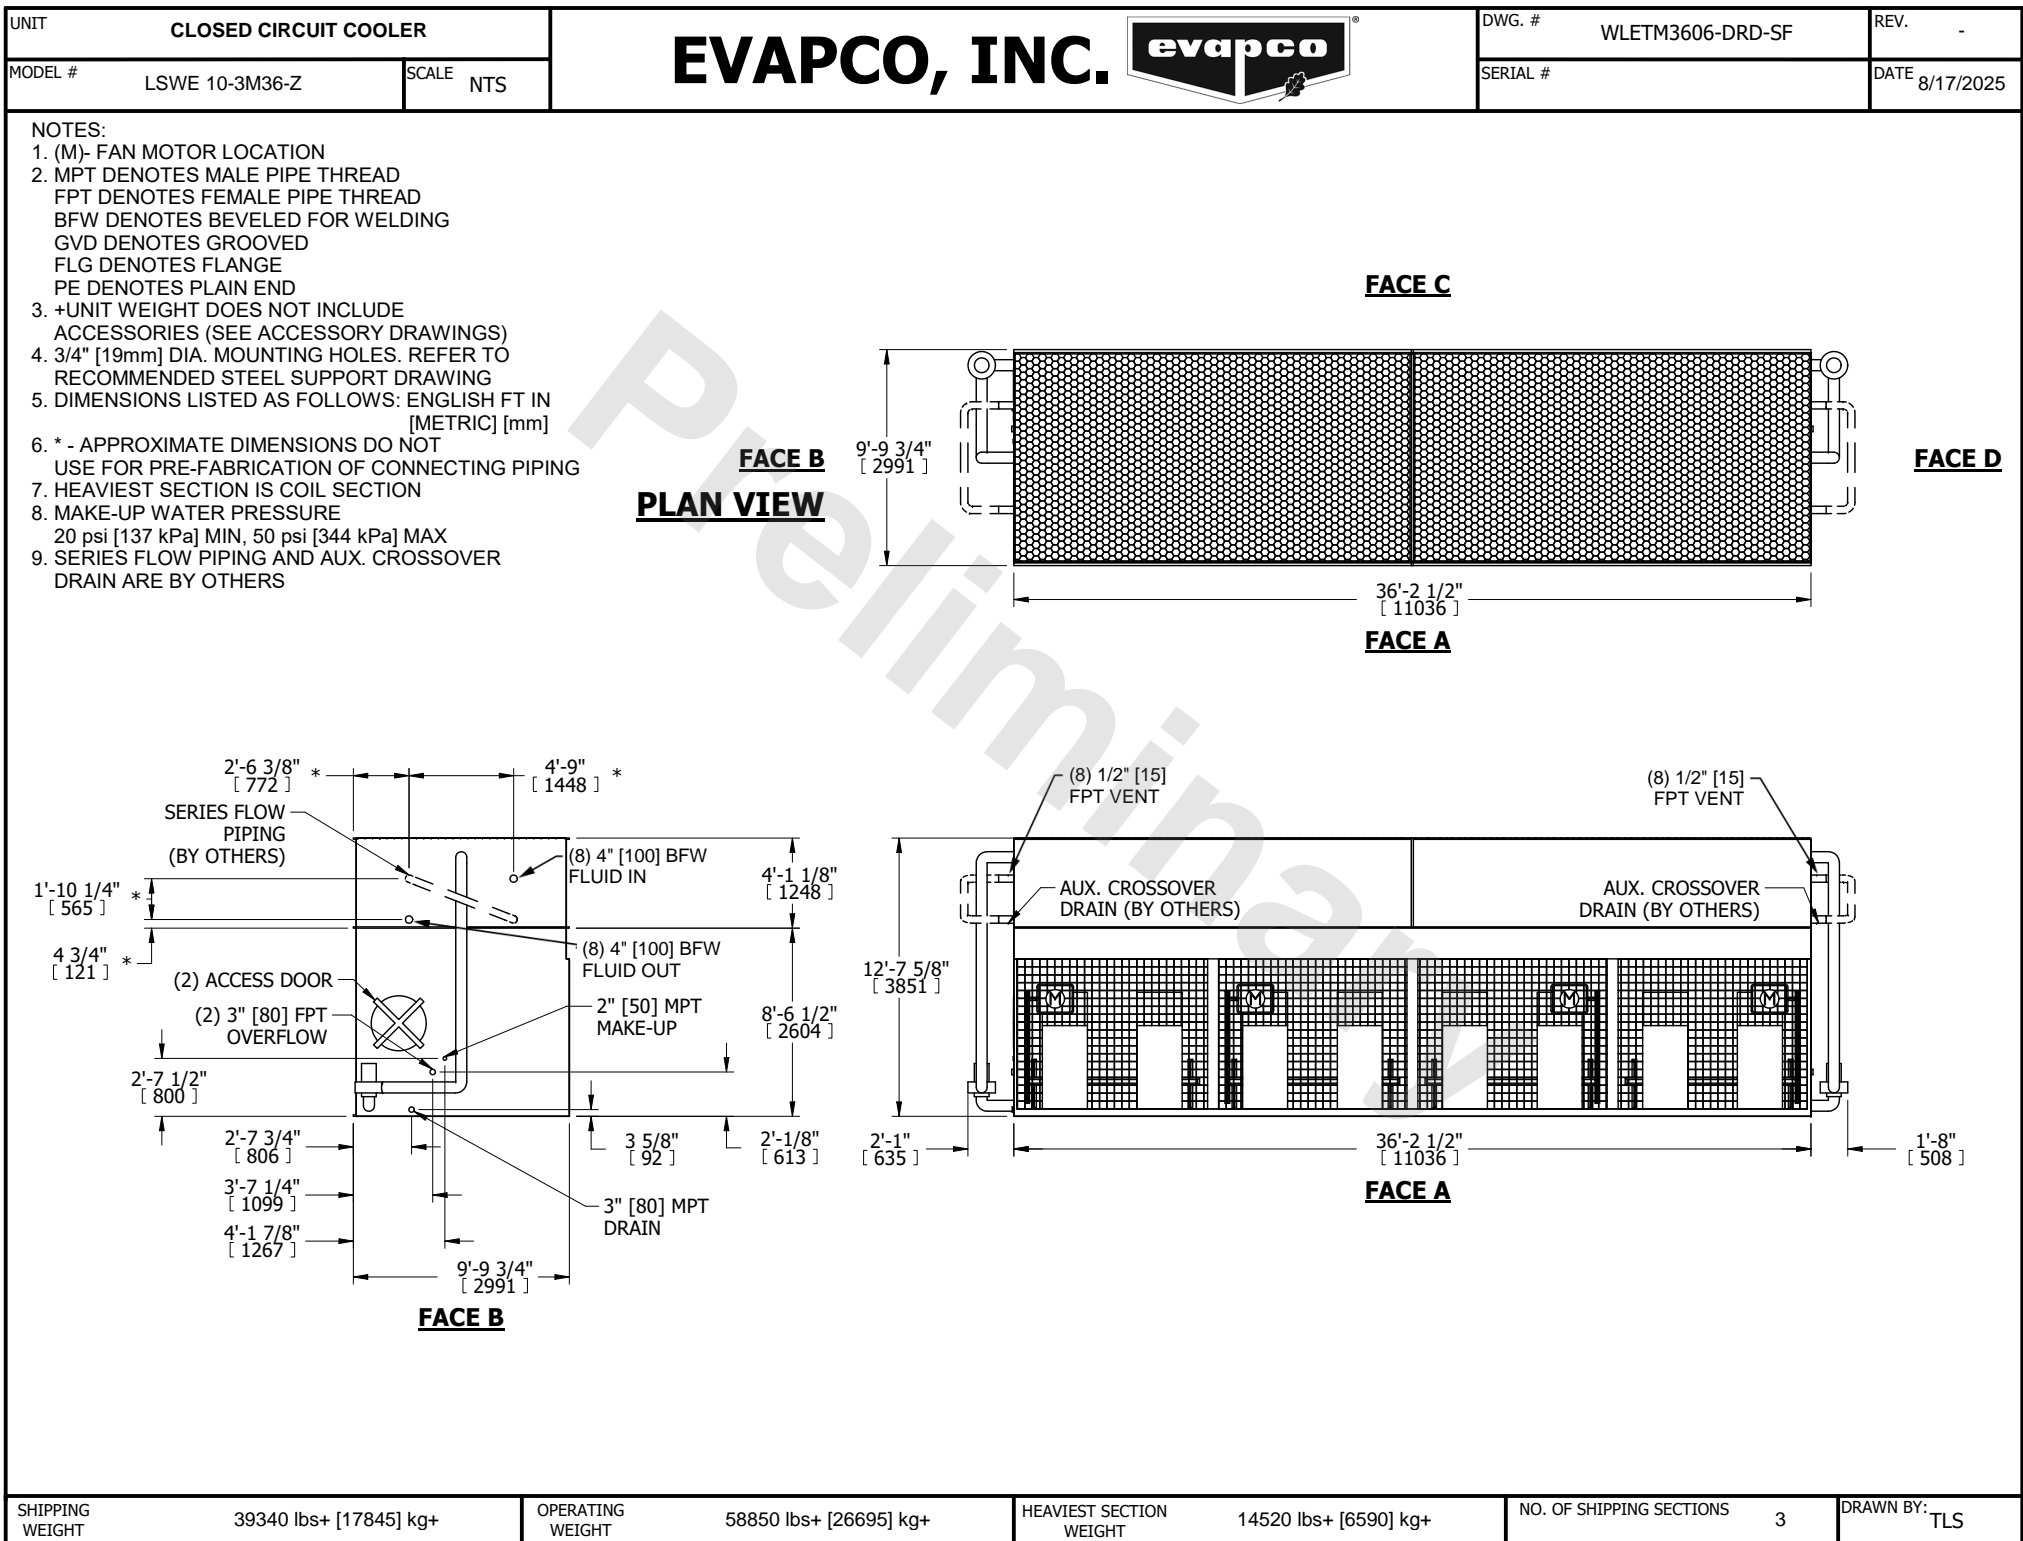 UNIT
CLOSED CIRCUIT COOLER
MODEL #
LSWE 10-3M36-Z
SCALE
NTS
EVAPCO, INC.
evapco
®
DWG. #
WLETM3606-DRD-SF
REV.
-
SERIAL #
DATE
8/17/2025
NOTES:
1. (M)- FAN MOTOR LOCATION
2. MPT DENOTES MALE PIPE THREAD
FPT DENOTES FEMALE PIPE THREAD
BFW DENOTES BEVELED FOR WELDING
GVD DENOTES GROOVED
FLG DENOTES FLANGE
PE DENOTES PLAIN END
3. +UNIT WEIGHT DOES NOT INCLUDE
ACCESSORIES (SEE ACCESSORY DRAWINGS)
4. 3/4" [19mm] DIA. MOUNTING HOLES. REFER TO
RECOMMENDED STEEL SUPPORT DRAWING
5. DIMENSIONS LISTED AS FOLLOWS: ENGLISH FT IN
[METRIC] [mm]
6. * - APPROXIMATE DIMENSIONS DO NOT
USE FOR PRE-FABRICATION OF CONNECTING PIPING
7. HEAVIEST SECTION IS COIL SECTION
8. MAKE-UP WATER PRESSURE
20 psi [137 kPa] MIN, 50 psi [344 kPa] MAX
9. SERIES FLOW PIPING AND AUX. CROSSOVER
DRAIN ARE BY OTHERS
Preliminary
FACE C
FACE B
9'-9 3/4"
[ 2991 ]
FACE D
PLAN VIEW
36'-2 1/2"
[ 11036 ]
FACE A
2'-6 3/8" *
[ 772 ]
4'-9" *
[ 1448 ]
SERIES FLOW
PIPING
(BY OTHERS)
(8) 4" [100] BFW
FLUID IN
1'-10 1/4" *
[ 565 ]
4'-1 1/8"
[ 1248 ]
4 3/4" *
[ 121 ]
(8) 4" [100] BFW
FLUID OUT
(2) ACCESS DOOR
(2) 3" [80] FPT
OVERFLOW
2" [50] MPT
MAKE-UP
8'-6 1/2"
[ 2604 ]
2'-7 1/2"
[ 800 ]
2'-7 3/4"
[ 806 ]
3 5/8"
[ 92 ]
2'-1/8"
[ 613 ]
3'-7 1/4"
[ 1099 ]
3" [80] MPT
DRAIN
4'-1 7/8"
[ 1267 ]
9'-9 3/4"
[ 2991 ]
FACE B
(8) 1/2" [15]
FPT VENT
(8) 1/2" [15]
FPT VENT
AUX. CROSSOVER
DRAIN (BY OTHERS)
AUX. CROSSOVER
DRAIN (BY OTHERS)
12'-7 5/8"
[ 3851 ]
M
M
M
M
2'-1"
[ 635 ]
36'-2 1/2"
[ 11036 ]
1'-8"
[ 508 ]
FACE A
SHIPPING
WEIGHT
39340 lbs+ [17845] kg+
OPERATING
WEIGHT
58850 lbs+ [26695] kg+
HEAVIEST SECTION
WEIGHT
14520 lbs+ [6590] kg+
NO. OF SHIPPING SECTIONS
3
DRAWN BY:
TLS